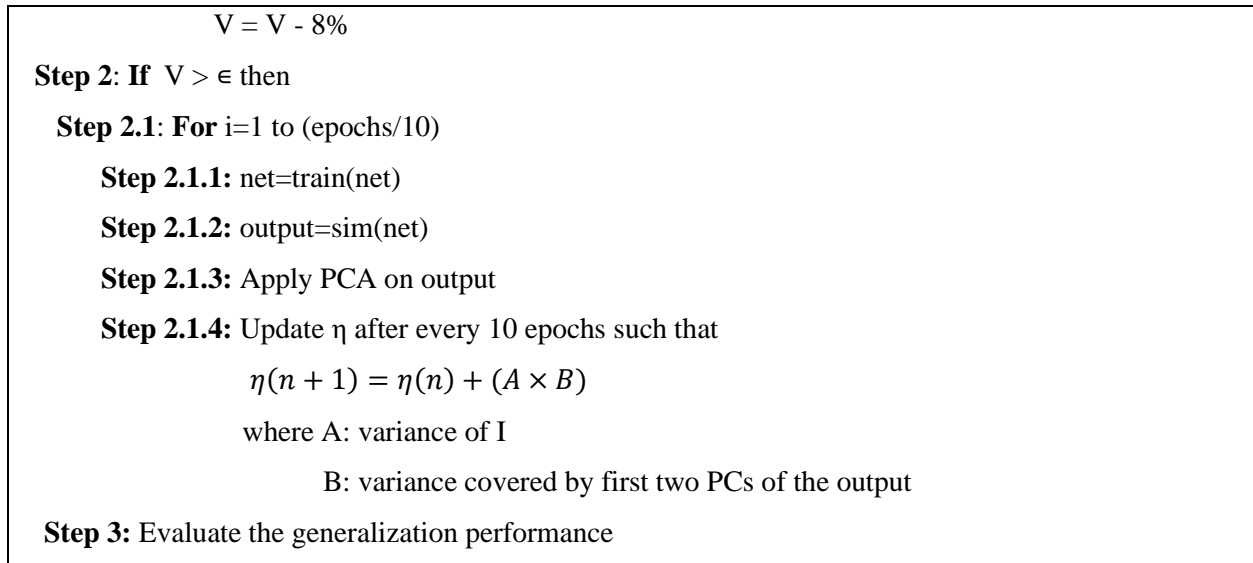 V = V - 8%
Step 2: If V > ∊ then
Step 2.1: For i=1 to (epochs/10)
Step 2.1.1: net=train(net)
Step 2.1.2: output=sim(net)
Step 2.1.3: Apply PCA on output
Step 2.1.4: Update η after every 10 epochs such that
𝜂(𝑛 + 1) = 𝜂(𝑛) + (𝐴 × 𝐵)
where A: variance of I
B: variance covered by first two PCs of the output
Step 3: Evaluate the generalization performance